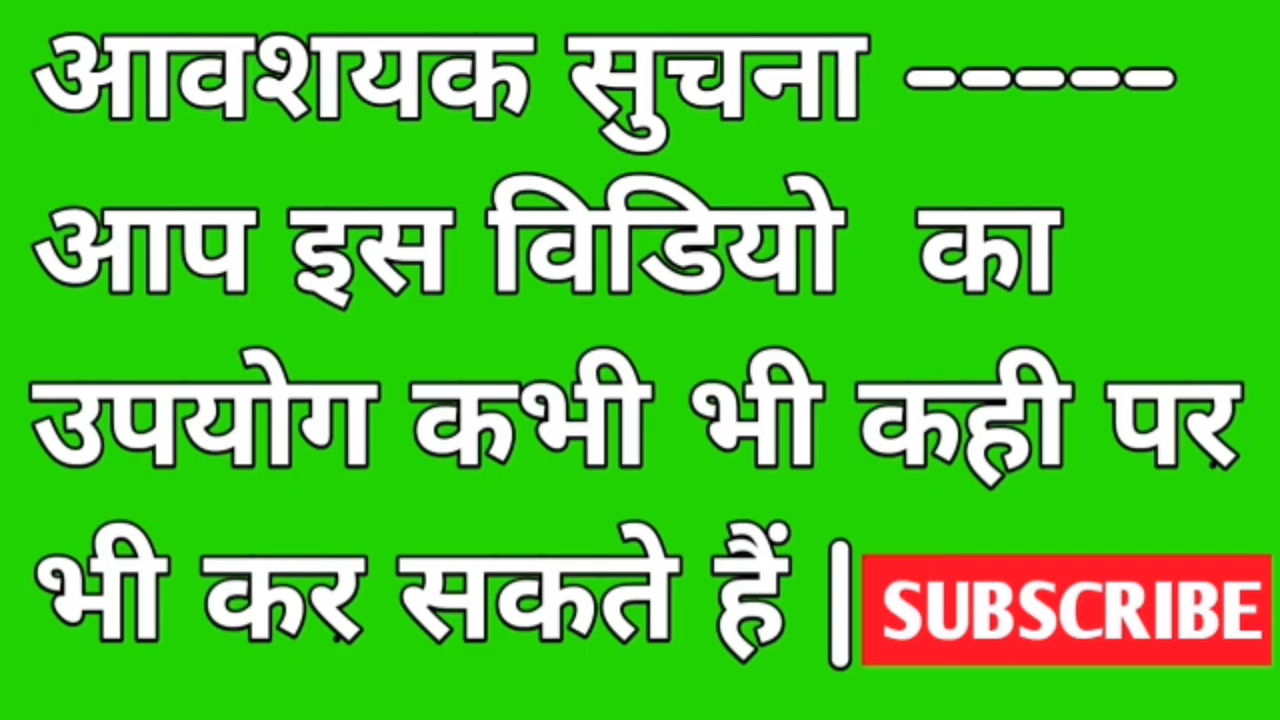 आवशयक सुचना -----
आप इस विडियो का
उपयोग कभी भी कही पर
भी कर सकते हैं | SUBSCRIBE